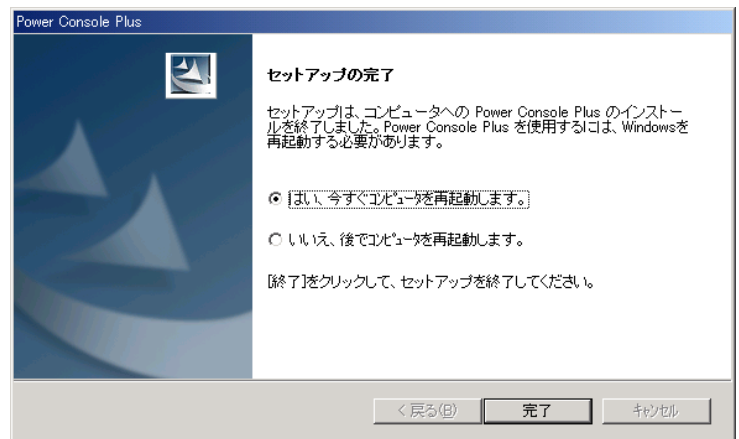 Power Console Plus
セットアップの完了
セットアップは、コンピュータへの Power Console Plus のインストー
ルを終了しました。Power Console Plus を使用するには、Windowsを
再起動する必要があります。
はい、今すぐｺﾝﾋﾟｭｰﾀを再起動します。
いいえ、後でｺﾝﾋﾟｭｰﾀを再起動します。
[終了]をクリックして、セットアップを終了してください。
< 戻る(B)
完了
ｷｬﾝｾﾙ